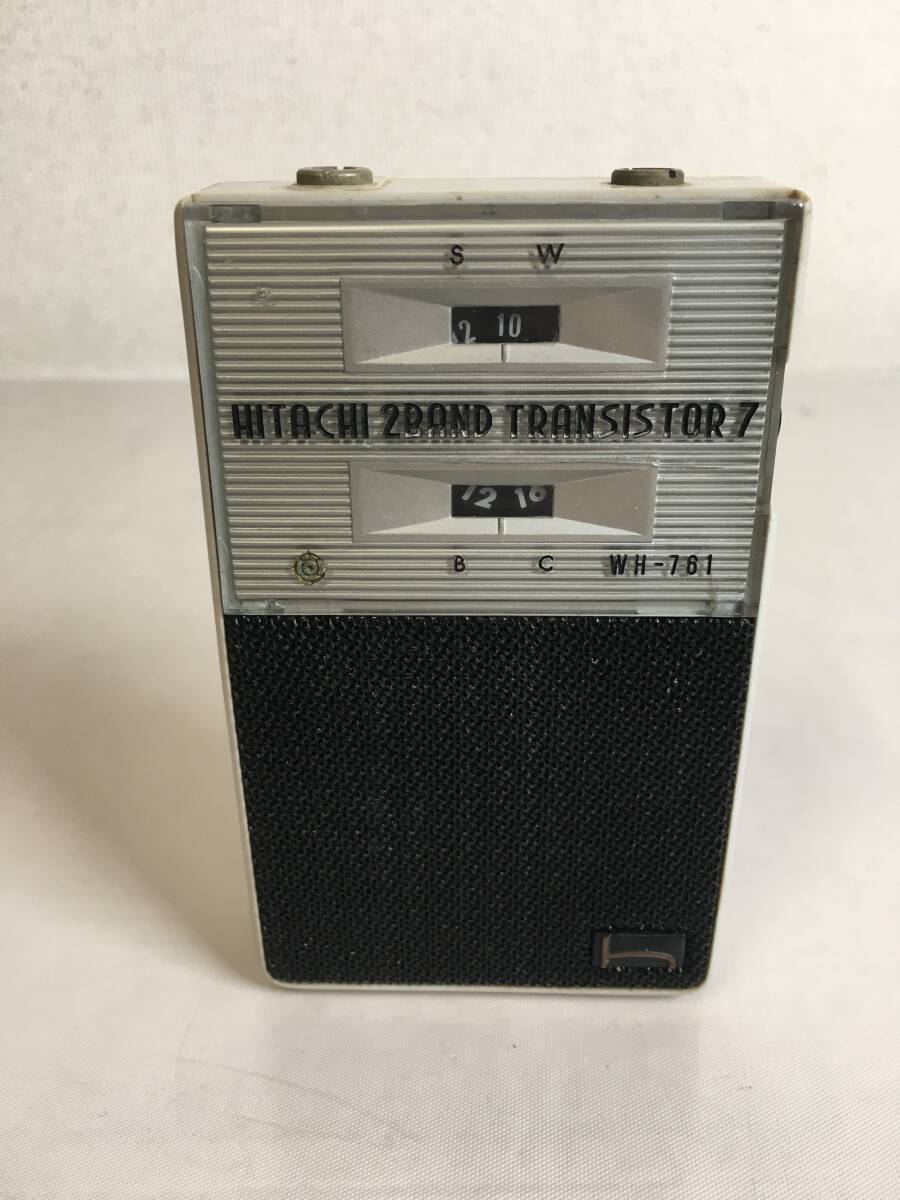 S W
2 10
HITACHI 2BAND TRANSISTOR 7
12 16
B C WH-761
h